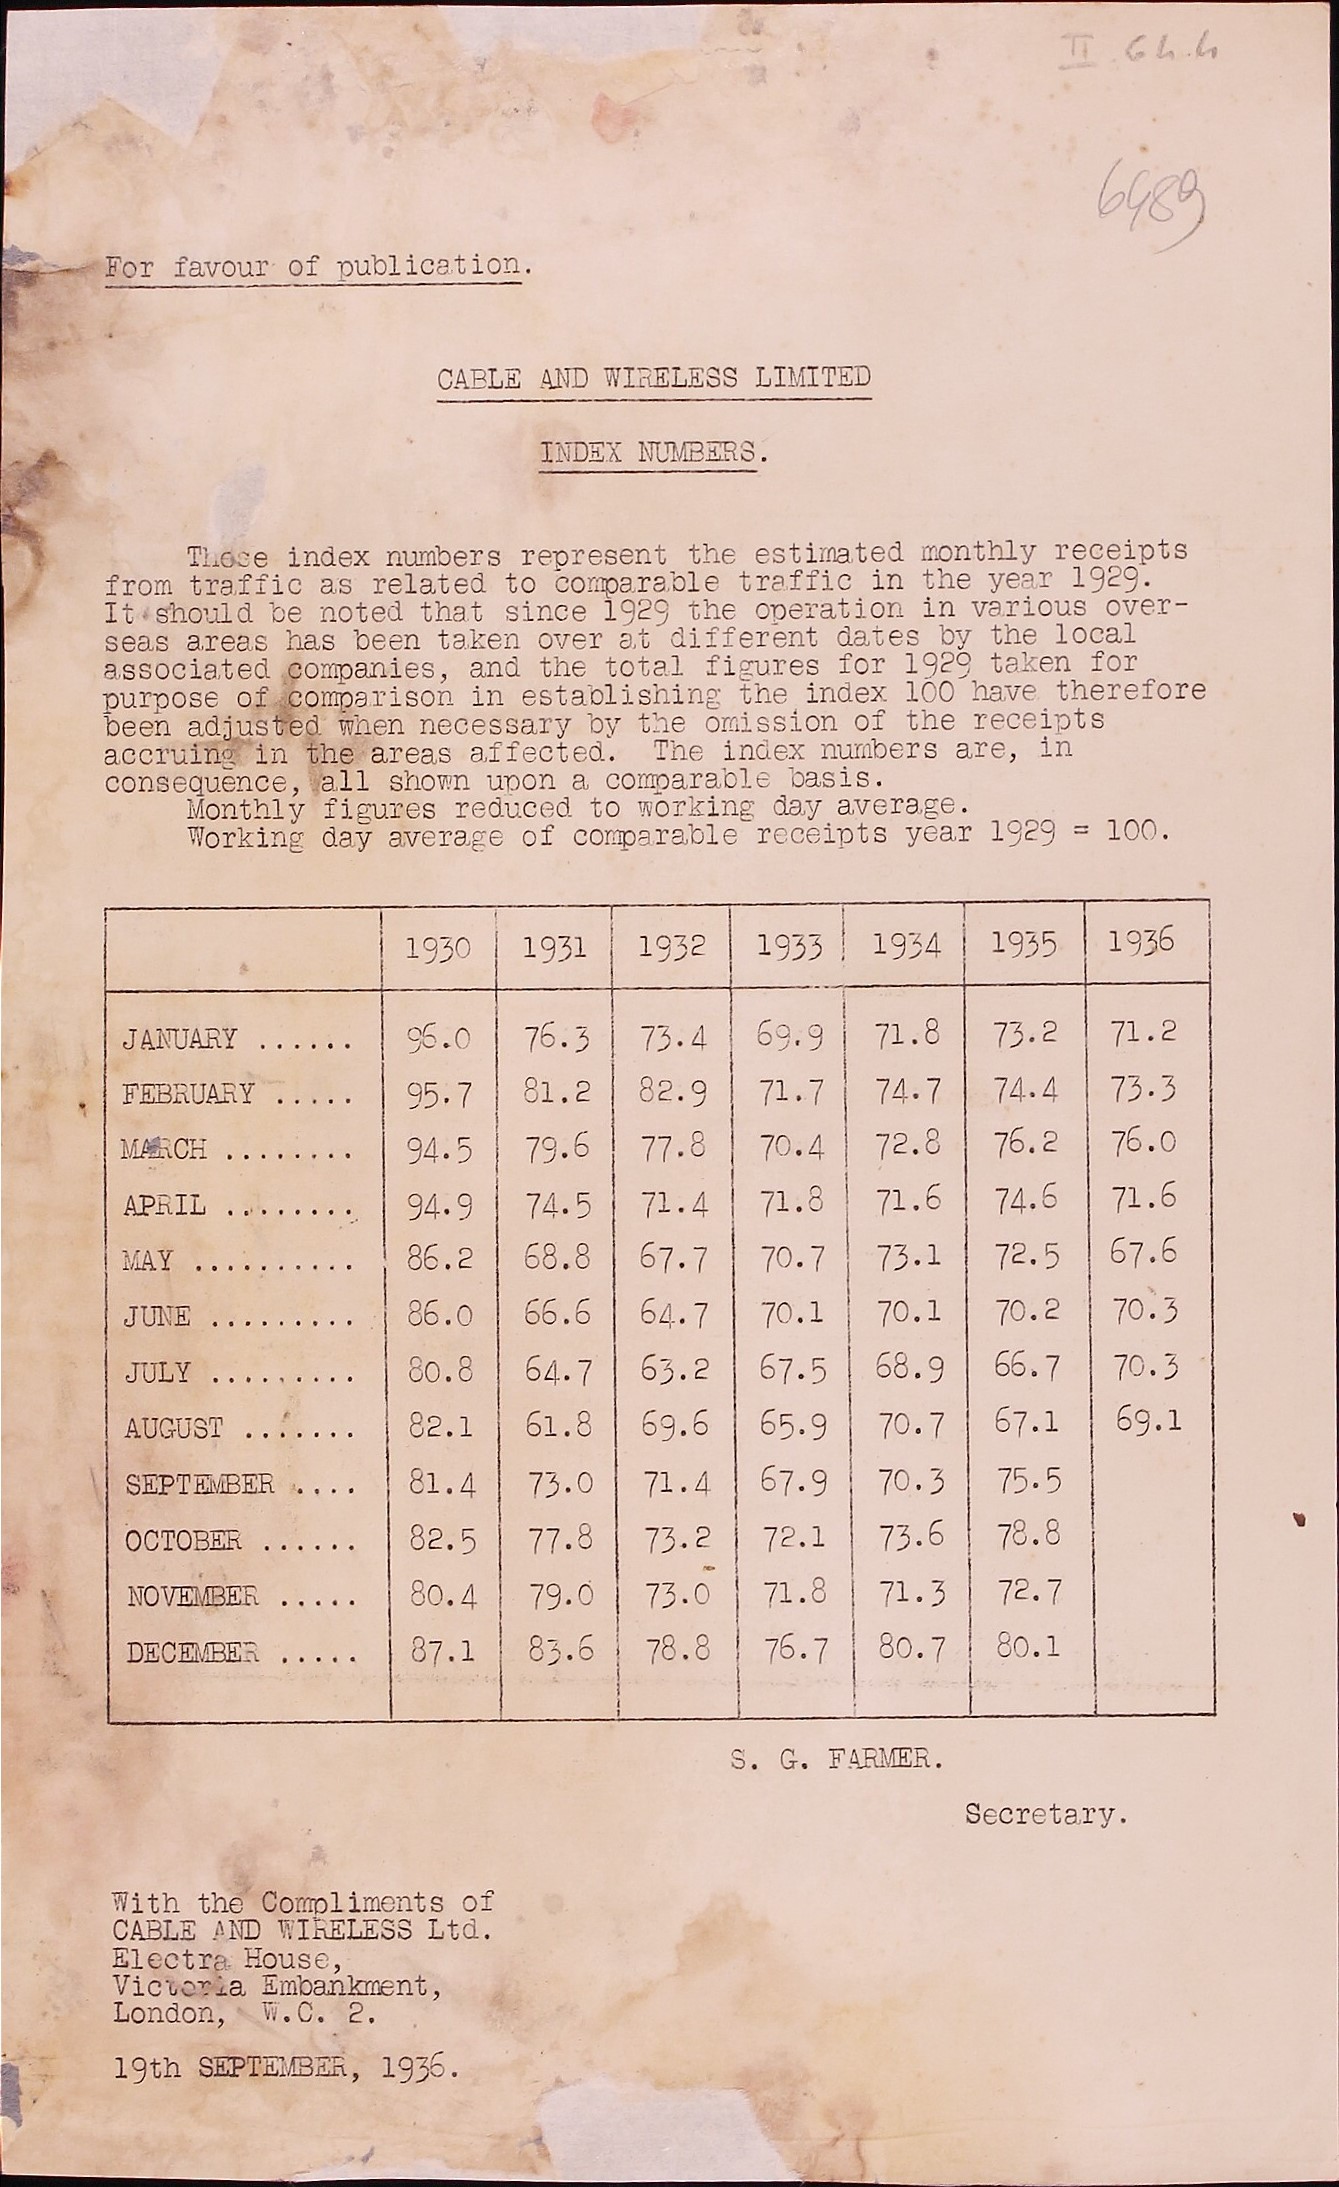 II 64.4
6489
For favour of publication.
CABLE AND WIRELESS LIMITED
INDEX NUMBERS.
These index numbers represent the estimated monthly receipts
from traffic as related to comparable traffic in the year 1929.
It should be noted that since 1929 the operation in various over-
seas areas has been taken over at different dates by the local
associated companies, and the total figures for 1929 taken for
purpose of comparison in establishing the index 100 have therefore
been adjusted when necessary by the omission of the receipts
accruing in the areas affected. The index numbers are, in
consequence, all shown upon a comparable basis.
Monthly figures reduced to working day average.
Working day average of comparable receipts year 1929 = 100.
1930 1931 1932 1933 1934 1935 1936
JANUARY ...... 96.0 76.3 73.4 69.9 71.8 73.2 71.2
FEBRUARY ..... 95.7 81.2 82.9 71.7 74.7 74.4 73.3
MARCH ........ 94.5 79.6 77.8 70.4 72.8 76.2 76.0
APRIL ........ 94.9 74.5 71.4 71.8 71.6 74.6 71.6
MAY .......... 86.2 68.8 67.7 70.7 73.1 72.5 67.6
JUNE ......... 86.0 66.6 64.7 70.1 70.1 70.2 70.3
JULY ......... 80.8 64.7 63.2 67.5 68.9 66.7 70.3
AUGUST ....... 82.1 61.8 69.6 65.9 70.7 67.1 69.1
SEPTEMBER .... 81.4 73.0 71.4 67.9 70.3 75.5
OCTOBER ...... 82.5 77.8 73.2 72.1 73.6 78.8
NOVEMBER ..... 80.4 79.0 73.0 71.8 71.3 72.7
DECEMBER ..... 87.1 83.6 78.8 76.7 80.7 80.1
S. G. FARMER.
Secretary.
With the Compliments of
CABLE AND WIRELESS Ltd.
Electra House,
Victoria Embankment,
London, W.C. 2.
19th SEPTEMBER, 1936.